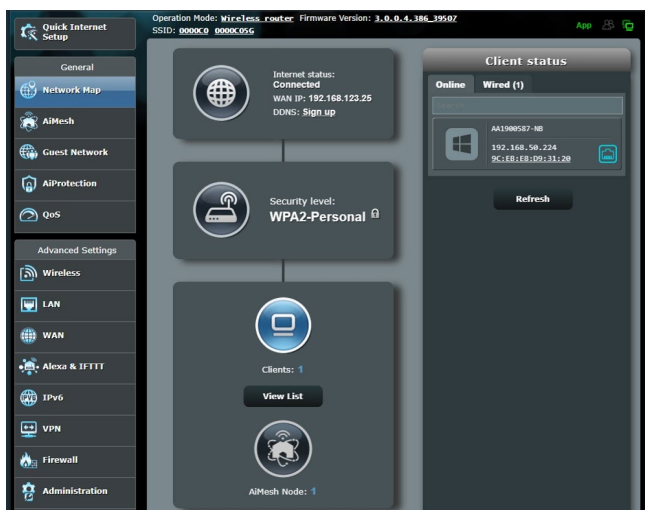 Operation Mode: Wireless router Firmware Version: 3.0.0.4.386_39507
SSID: 0000C0 0000C05G
App
Quick Internet
Setup
General
Network Map
AiMesh
Guest Network
AiProtection
QoS
Advanced Settings
Wireless
LAN
WAN
Alexa & IFTTT
IPv6
VPN
Firewall
Administration
Internet status:
Connected
WAN IP: 192.168.123.25
DDNS: Sign up
Security level:
WPA2-Personal
Clients: 1
View List
AiMesh Node: 1
Client status
Online Wired (1)
AA1900587-NB
192.168.50.224
9C:EB:E8:D9:31:20
Refresh